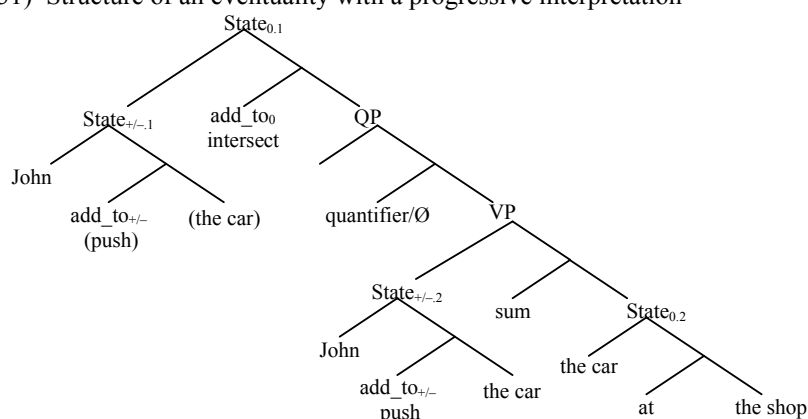 Structure of an eventuality with a progressive interpretation
State0.1
State+/–.1
add_to0
intersect
QP
John
add_to+/–
(push)
(the car)
quantifier/Ø
VP
State+/–.2
sum
State0.2
John
add_to+/–
push
the car
the car
at
the shop